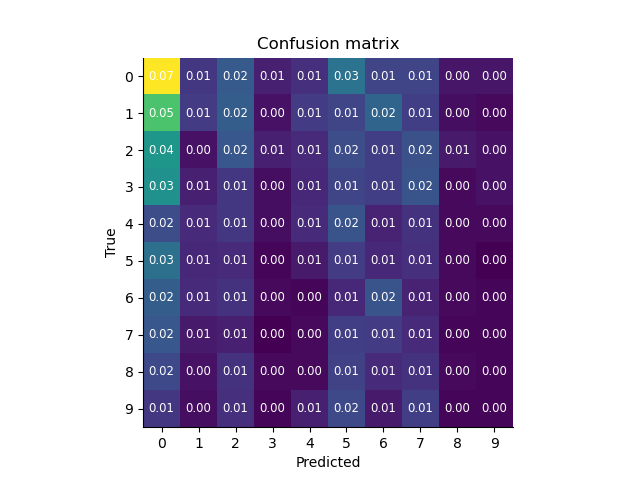 Confusion matrix
0 0.07 0.01 0.02 0.01 0.01 0.03 0.01 0.01 0.00 0.00
1 0.05 0.01 0.02 0.00 0.01 0.01 0.02 0.01 0.00 0.00
2 0.04 0.00 0.02 0.01 0.01 0.02 0.01 0.02 0.01 0.00
3 0.03 0.01 0.01 0.00 0.01 0.01 0.01 0.02 0.00 0.00
4 0.02 0.01 0.01 0.00 0.01 0.02 0.01 0.01 0.00 0.00
True
5 0.03 0.01 0.01 0.00 0.01 0.01 0.01 0.01 0.00 0.00
6 0.02 0.01 0.01 0.00 0.00 0.01 0.02 0.01 0.00 0.00
7 0.02 0.01 0.01 0.00 0.00 0.01 0.01 0.01 0.00 0.00
8 0.02 0.00 0.01 0.00 0.00 0.01 0.01 0.01 0.00 0.00
9 0.01 0.00 0.01 0.00 0.01 0.02 0.01 0.01 0.00 0.00
0 1 2 3 4 5 6 7 8 9
Predicted